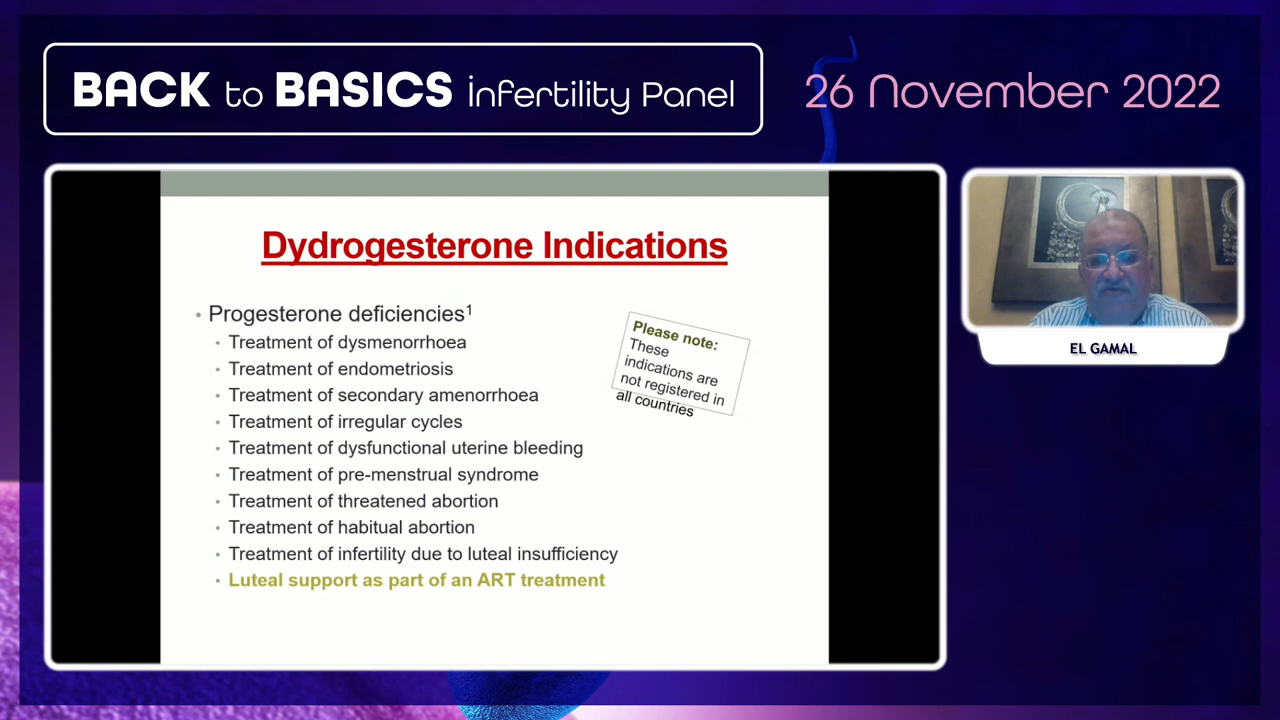 BACK to BASICS infertility Panel
26 November 2022
Dydrogesterone Indications
• Progesterone deficiencies¹
• Treatment of dysmenorrhoea
• Treatment of endometriosis
• Treatment of secondary amenorrhoea
• Treatment of irregular cycles
• Treatment of dysfunctional uterine bleeding
• Treatment of pre-menstrual syndrome
• Treatment of threatened abortion
• Treatment of habitual abortion
• Treatment of infertility due to luteal insufficiency
• Luteal support as part of an ART treatment
Please note:
These
indications are
not registered in
all countries
EL GAMAL